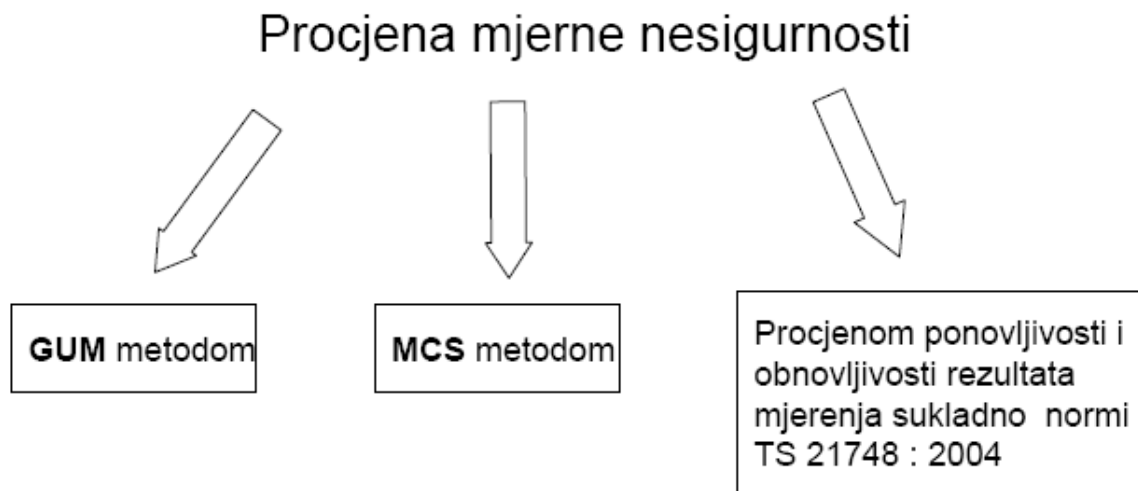 Procjena mjerne nesigurnosti
GUM metodom
MCS metodom
Procjenom ponovljivosti i
obnovljivosti rezultata
mjerenja sukladno normi
TS 21748 : 2004